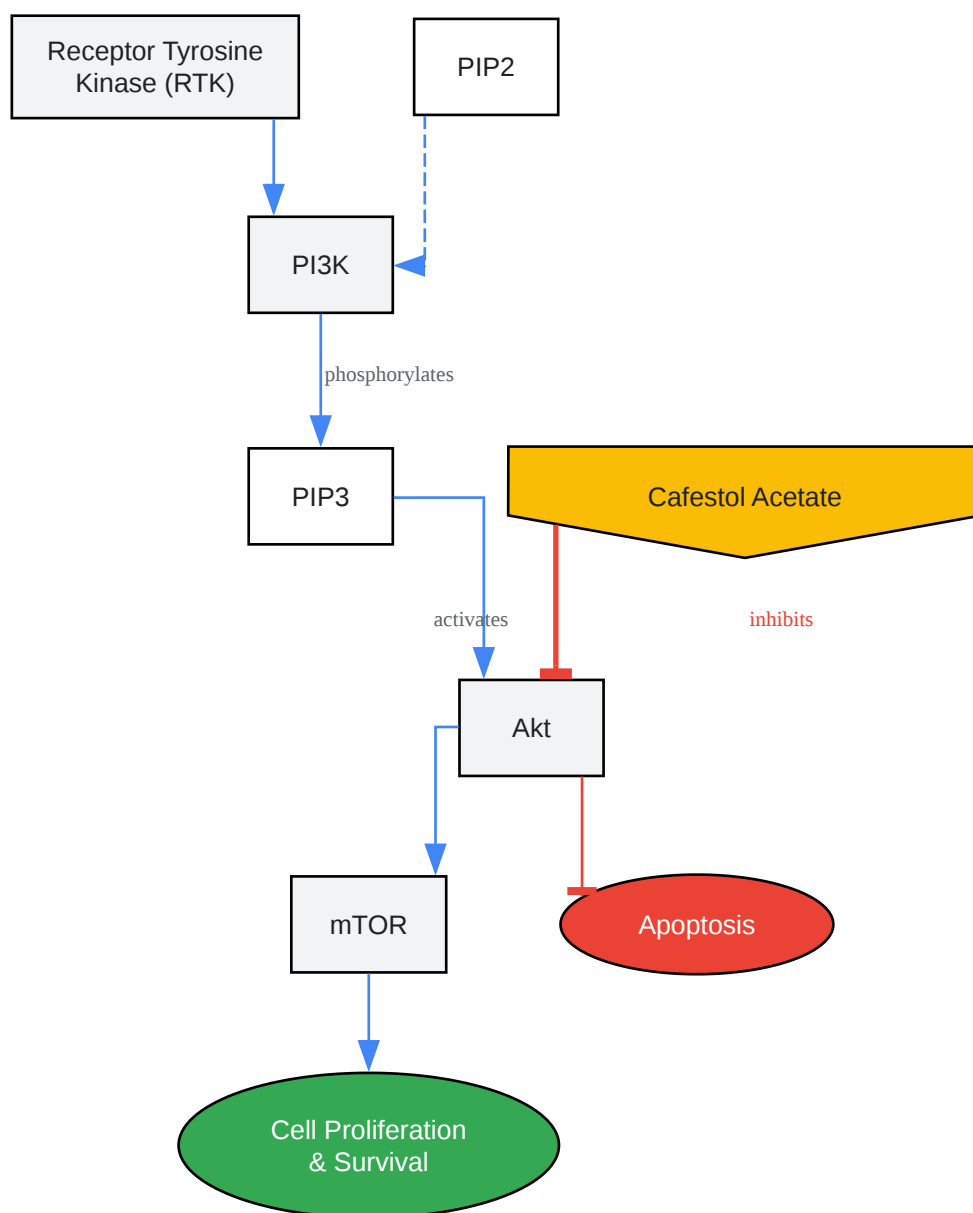 Receptor Tyrosine
Kinase (RTK)
PIP2
PI3K
phosphorylates
PIP3
Cafestol Acetate
activates
inhibits
Akt
mTOR
Apoptosis
Cell Proliferation
& Survival